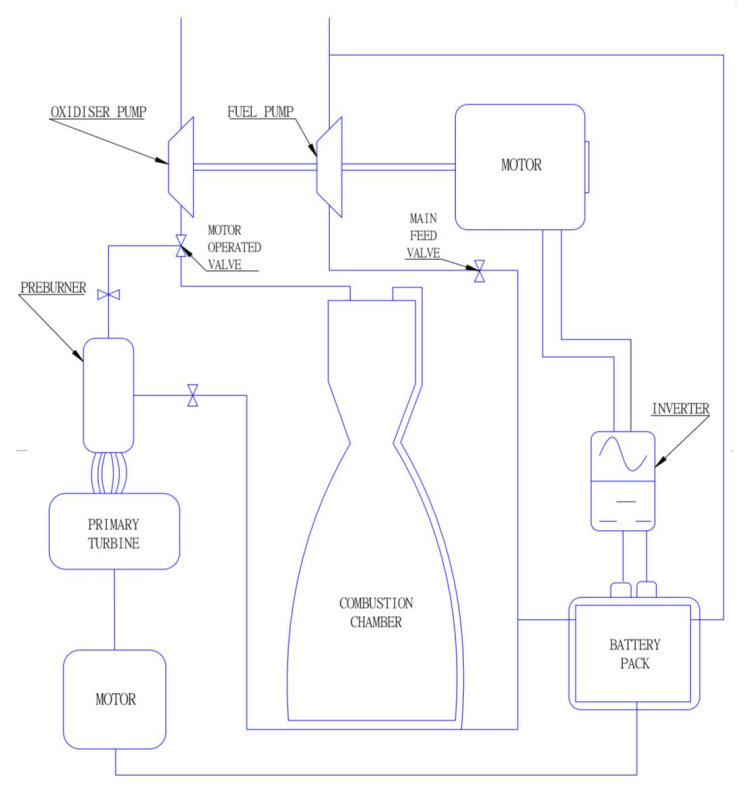 OXIDISER PUMP
FUEL PUMP
MOTOR
MOTOR
OPERATED
VALVE
MAIN
FEED
VALVE
PREBURNER
INVERTER
PRIMARY
TURBINE
COMBUSTION
CHAMBER
BATTERY
PACK
MOTOR